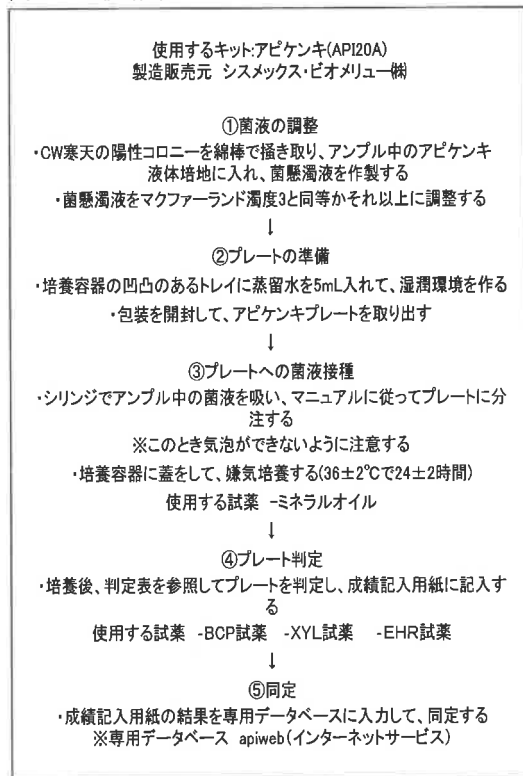 使用するキット:アピケンキ(API20A)
製造販売元 シスメックス・ビオメリュー㈱
①菌液の調整
・CW寒天の陽性コロニーを綿棒で掻き取り、アンプル中のアピケンキ
液体培地に入れ、菌懸濁液を作製する
・菌懸濁液をマクファーランド濁度3と同等かそれ以上に調整する
↓
②プレートの準備
・培養容器の凹凸のあるトレイに蒸留水を5mL入れて、湿潤環境を作る
・包装を開封して、アピケンキプレートを取り出す
↓
③プレートへの菌液接種
・シリンジでアンプル中の菌液を吸い、マニュアルに従ってプレートに分
注する
※このとき気泡ができないように注意する
・培養容器に蓋をして、嫌気培養する(36±2℃で24±2時間)
使用する試薬 -ミネラルオイル
↓
④プレート判定
・培養後、判定表を参照してプレートを判定し、成績記入用紙に記入す
る
使用する試薬 -BCP試薬 -XYL試薬 -EHR試薬
↓
⑤同定
・成績記入用紙の結果を専用データベースに入力して、同定する
※専用データベース apiweb(インターネットサービス)